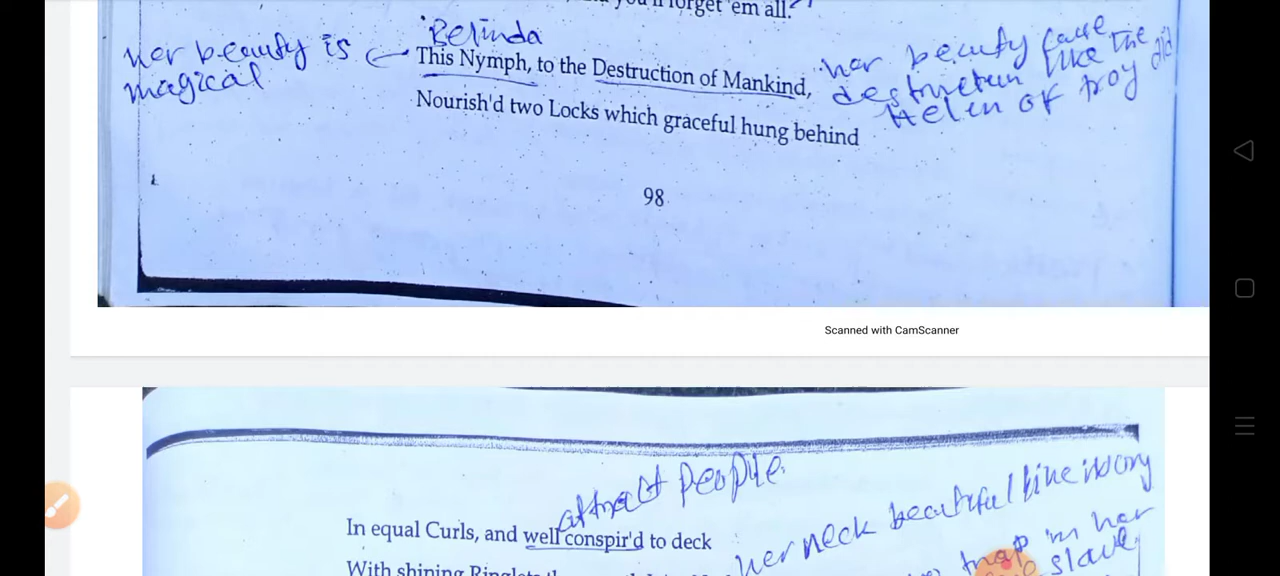 you'll forget 'em all."
Belinda
her beauty is
magical
This Nymph, to the Destruction of Mankind,
her beauty cause
destruction like the
Helen of troy did
Nourish'd two Locks which graceful hung behind
98
Scanned with CamScanner
attract people.
In equal Curls, and well conspir'd to deck
her neck beautiful like ivory
trap in her
slave
With shining Ringlets